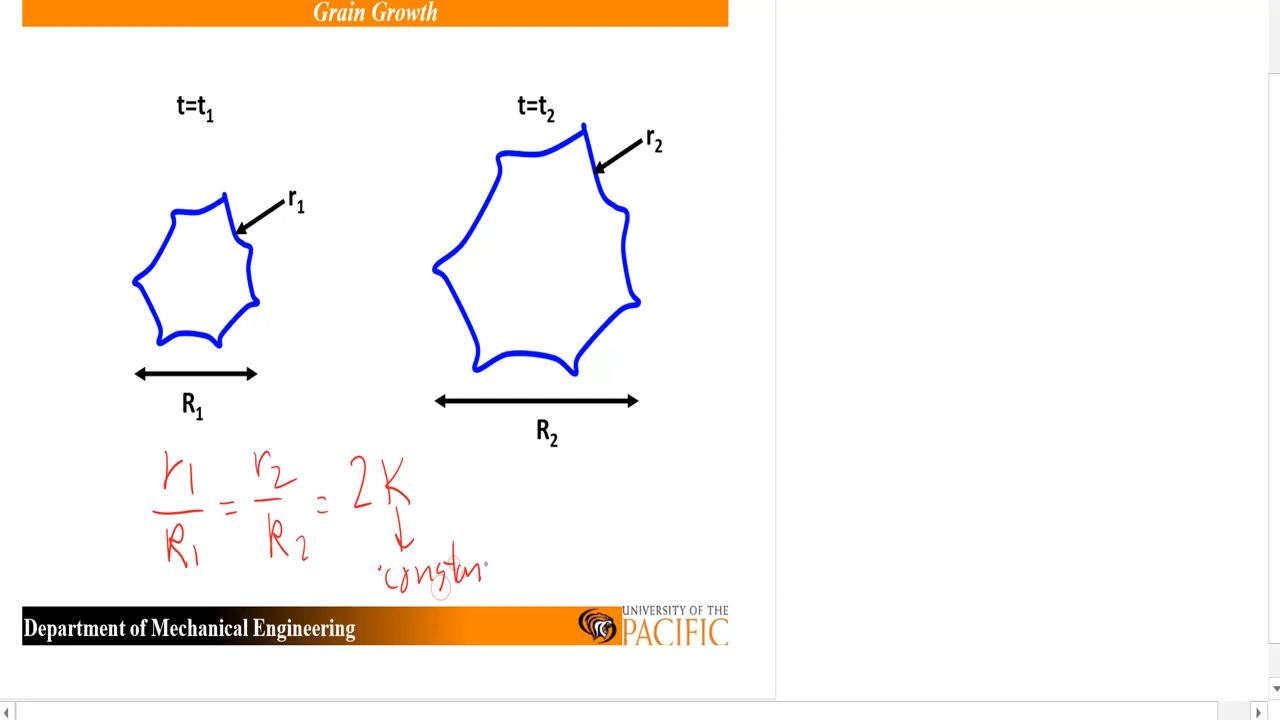 Grain Growth
t=t₁
t=t₂
r₂
r₁
R₁
R₂
r₁/R₁ = r₂/R₂ = 2K
constan
Department of Mechanical Engineering
UNIVERSITY OF THE
PACIFIC